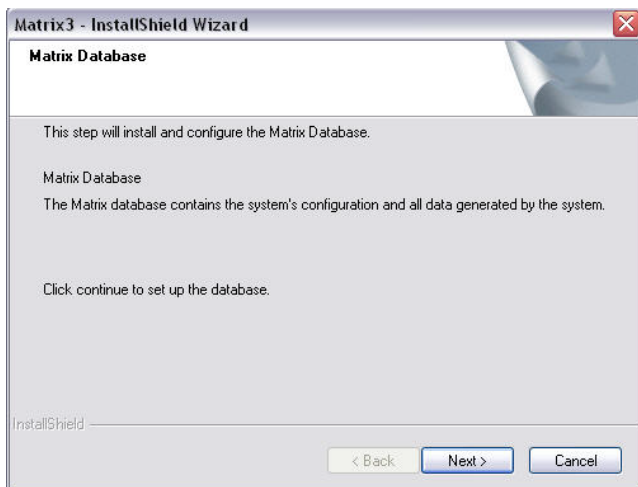 Matrix3 - InstallShield Wizard
Matrix Database
This step will install and configure the Matrix Database.
Matrix Database
The Matrix database contains the system's configuration and all data generated by the system.
Click continue to set up the database.
InstallShield
< Back Next > Cancel